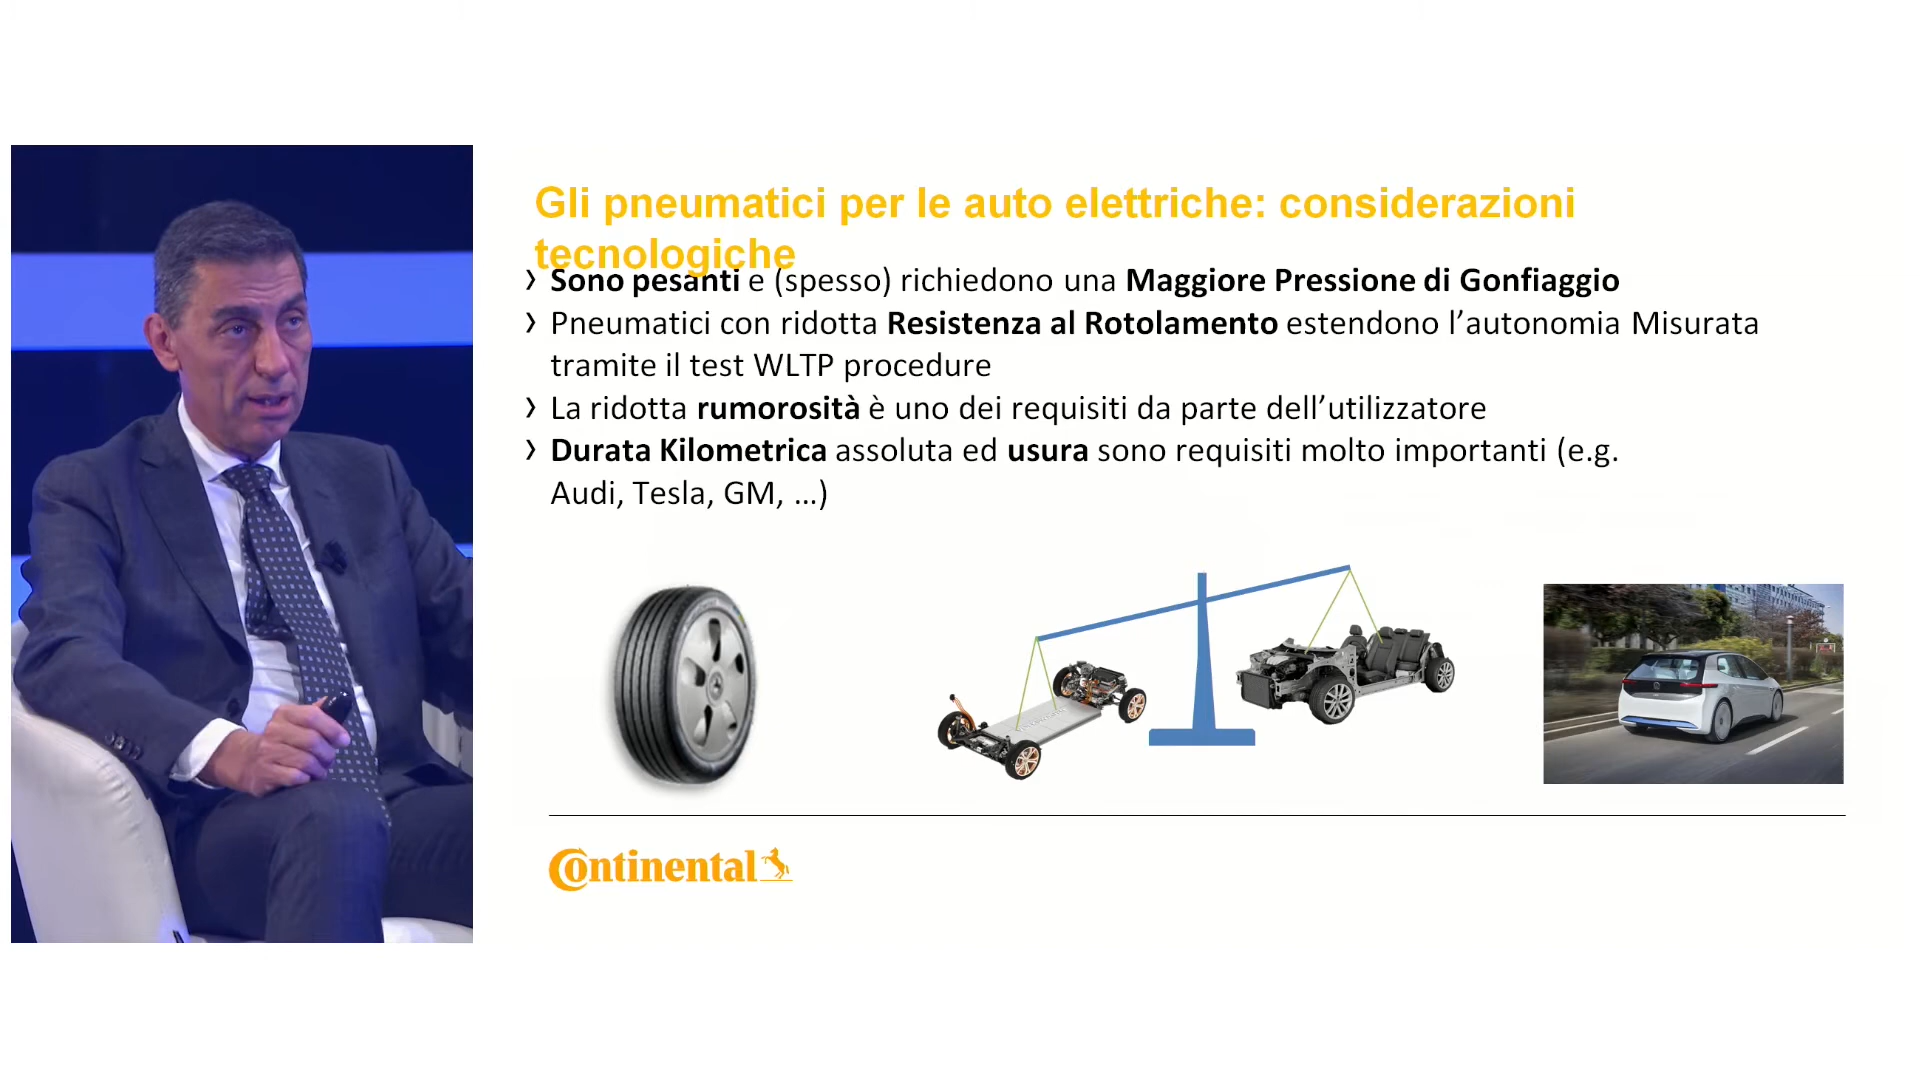 Gli pneumatici per le auto elettriche: considerazioni
tecnologiche
› Sono pesanti e (spesso) richiedono una Maggiore Pressione di Gonfiaggio
› Pneumatici con ridotta Resistenza al Rotolamento estendono l’autonomia Misurata
tramite il test WLTP procedure
› La ridotta rumorosità è uno dei requisiti da parte dell’utilizzatore
› Durata Kilometrica assoluta ed usura sono requisiti molto importanti (e.g.
Audi, Tesla, GM, ...)
Continental